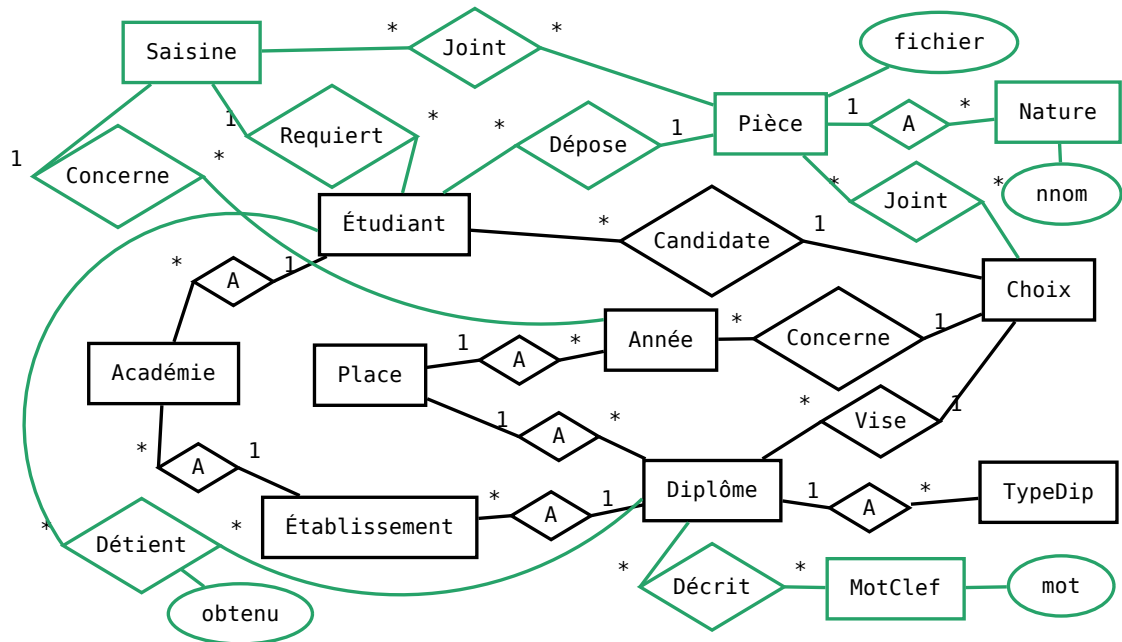 Saisine
*
Joint
*
fichier
1
Requiert
*
*
Dépose
1
Pièce
1
A
*
Nature
1
Concerne
*
*
Joint
*
nnom
Étudiant
*
Candidate
1
*
A
1
Choix
Académie
Place
1
A
*
Année
*
Concerne
1
1
A
*
*
Vise
1
*
A
1
Établissement
*
A
1
Diplôme
1
A
*
TypeDip
*
Détient
*
obtenu
*
Décrit
*
MotClef
mot